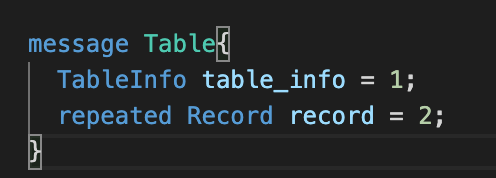 message Table{
TableInfo table_info = 1;
repeated Record record = 2;
}